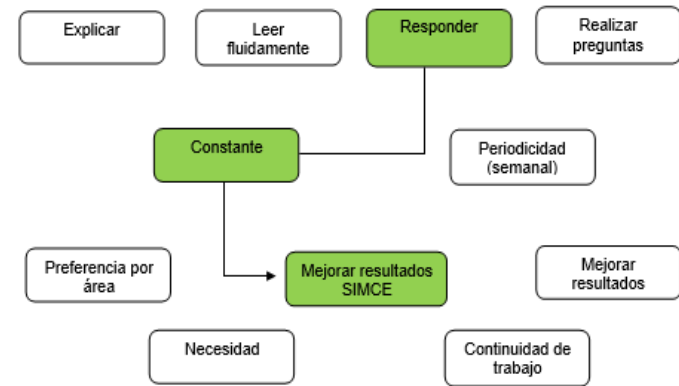 Explicar
Leer
fluidamente
Responder
Realizar
preguntas
Constante
Periodicidad
(semanal)
Preferencia por
área
Mejorar resultados
SIMCE
Mejorar
resultados
Necesidad
Continuidad de
trabajo